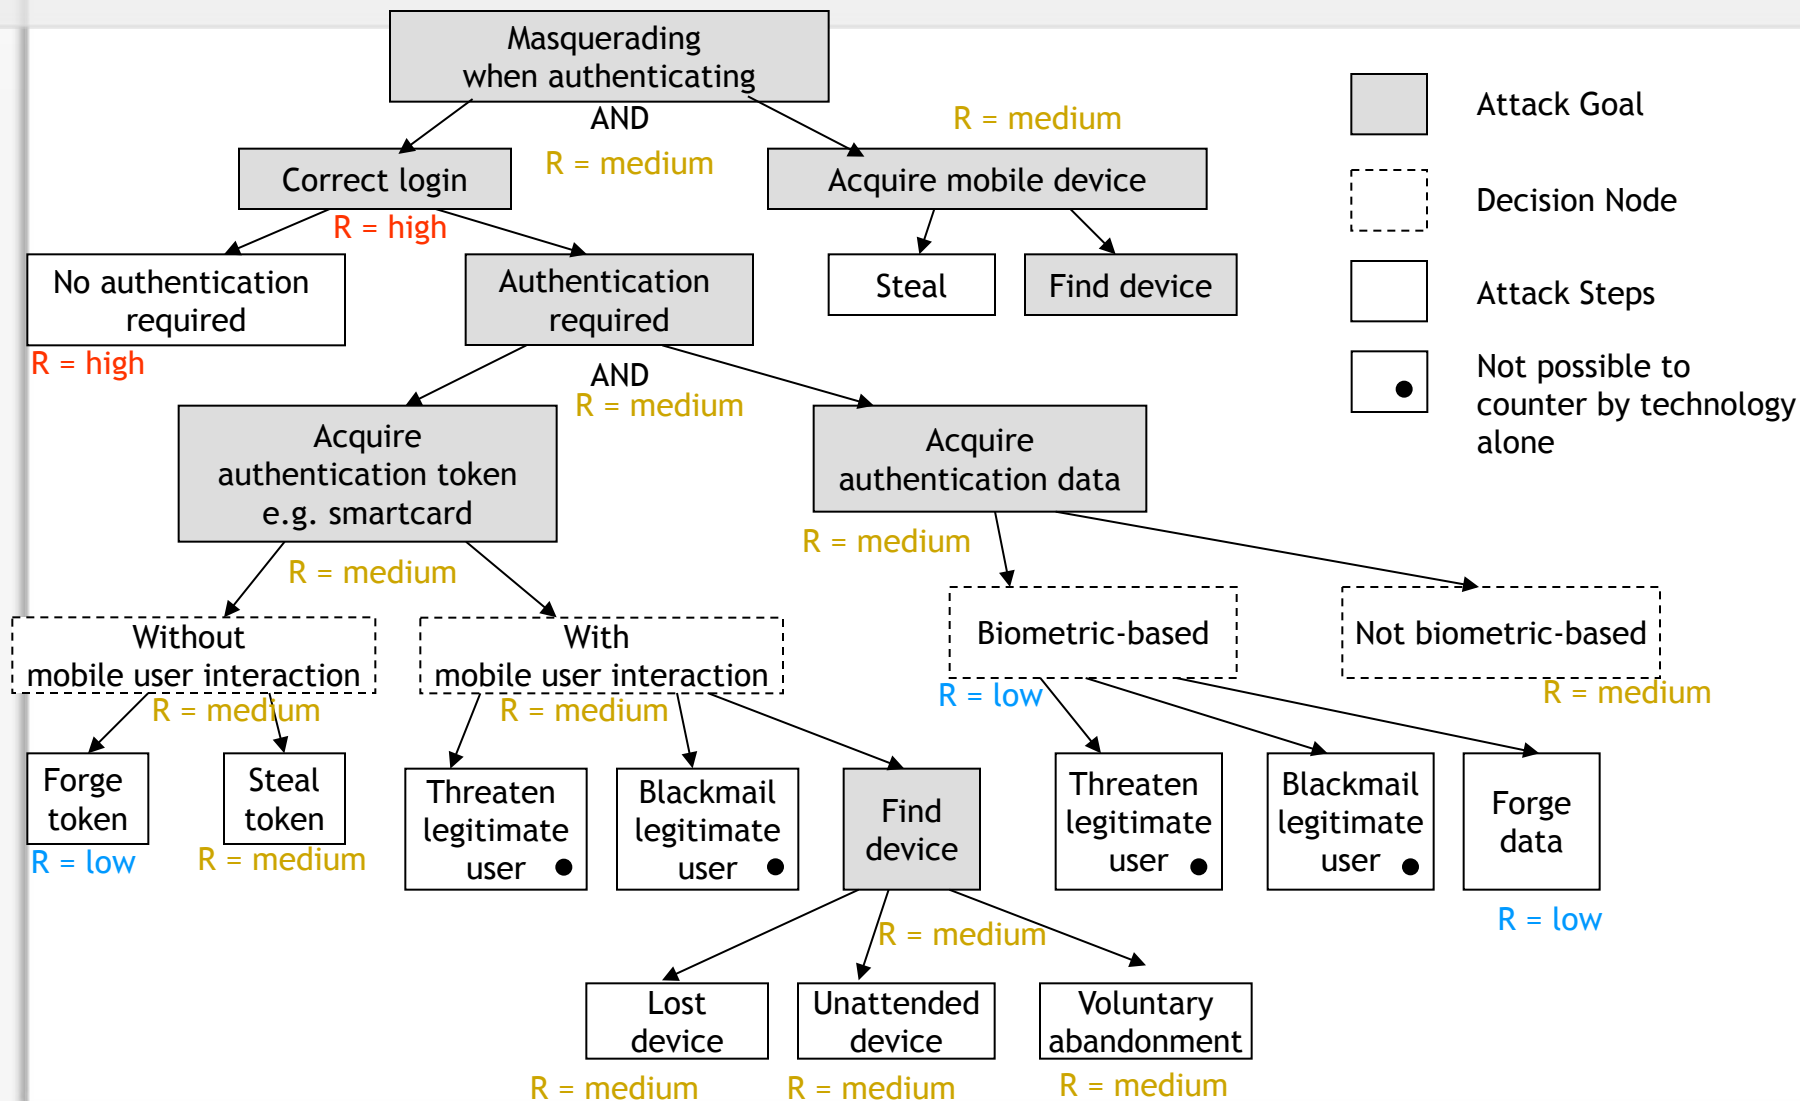 Masquerading
when authenticating
AND
R = medium
R = medium
Correct login
R = high
Acquire mobile device
No authentication
required
R = high
Authentication
required
Steal
Find device
AND
R = medium
Acquire
authentication token
e.g. smartcard
R = medium
Acquire
authentication data
R = medium
Without
mobile user interaction
R = medium
With
mobile user interaction
R = medium
Biometric-based
R = low
Not biometric-based
R = medium
Forge
token
R = low
Steal
token
R = medium
Threaten
legitimate
user
Blackmail
legitimate
user
Find
device
R = medium
Threaten
legitimate
user
Blackmail
legitimate
user
Forge
data
R = low
Lost
device
R = medium
Unattended
device
R = medium
Voluntary
abandonment
R = medium
Attack Goal
Decision Node
Attack Steps
Not possible to
counter by technology
alone